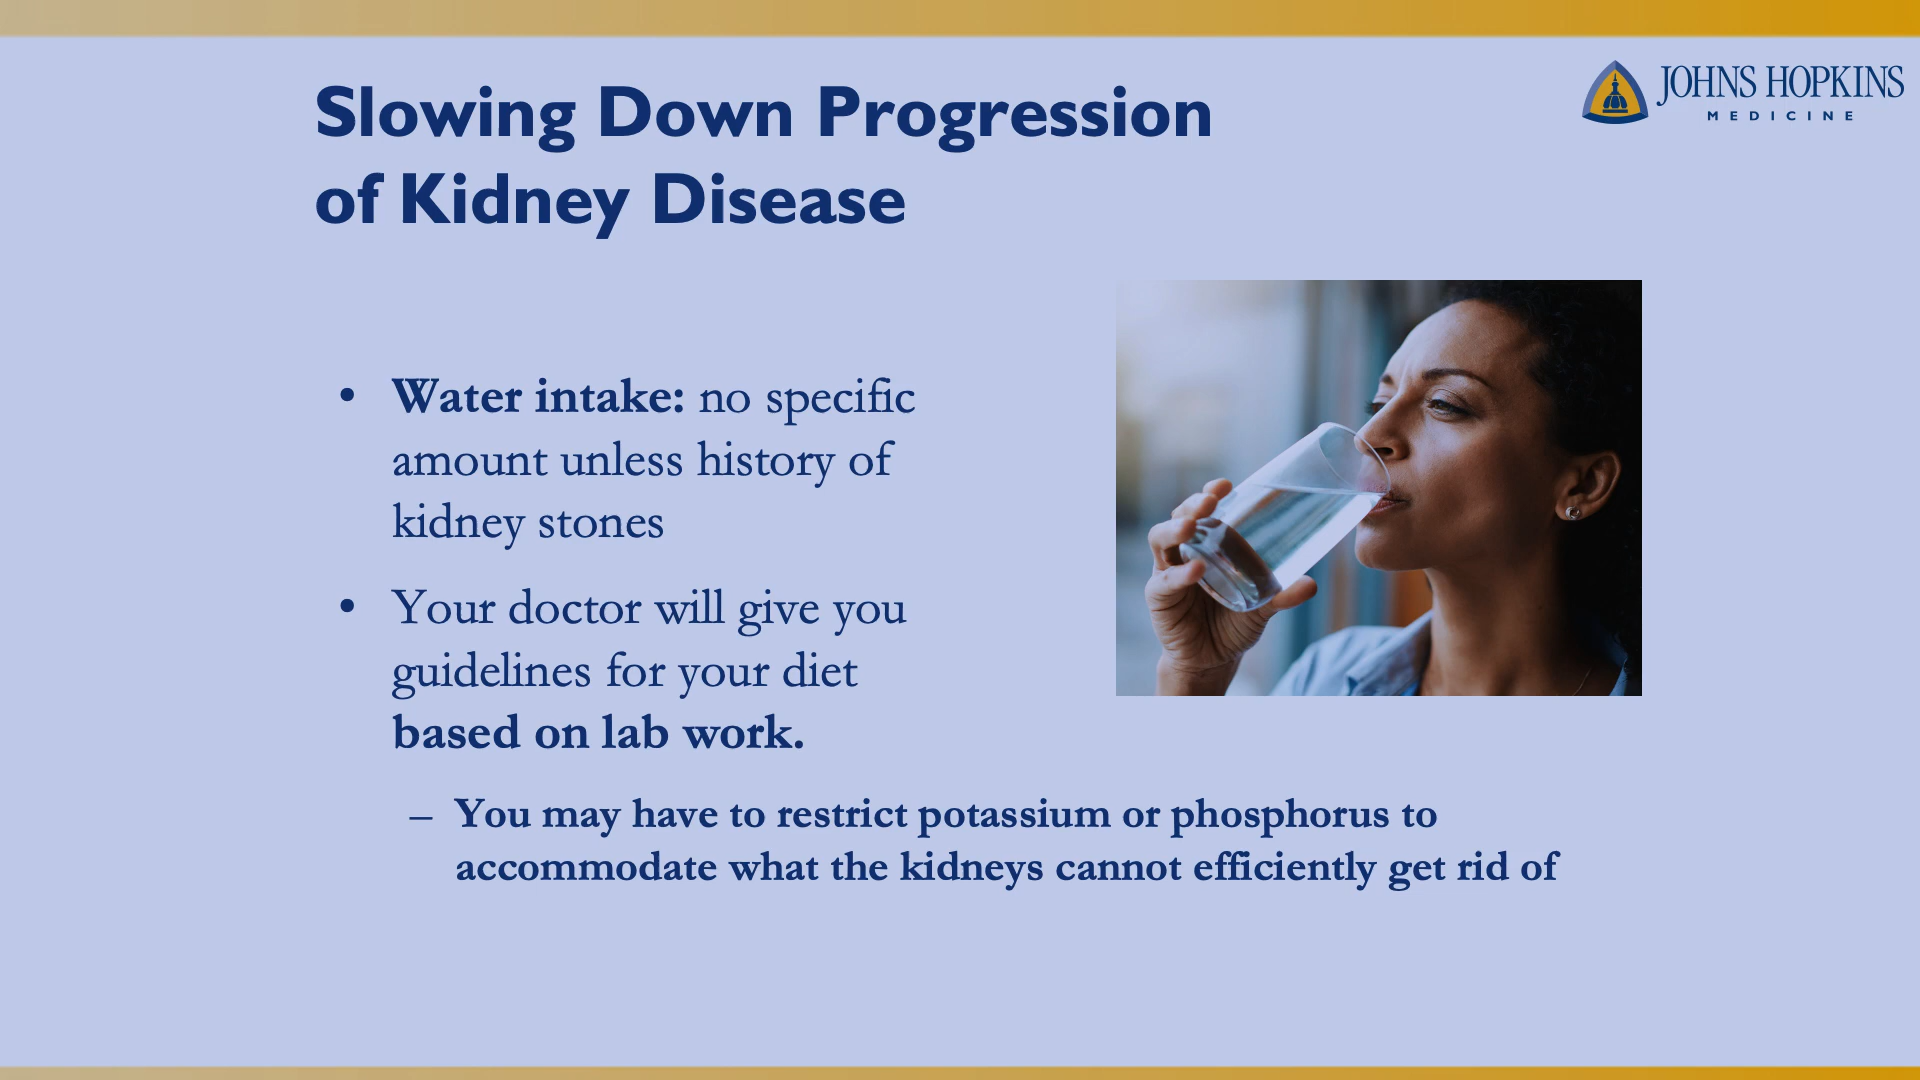 JOHNS HOPKINS
MEDICINE
Slowing Down Progression
of Kidney Disease
• Water intake: no specific
amount unless history of
kidney stones
• Your doctor will give you
guidelines for your diet
based on lab work.
– You may have to restrict potassium or phosphorus to
accommodate what the kidneys cannot efficiently get rid of